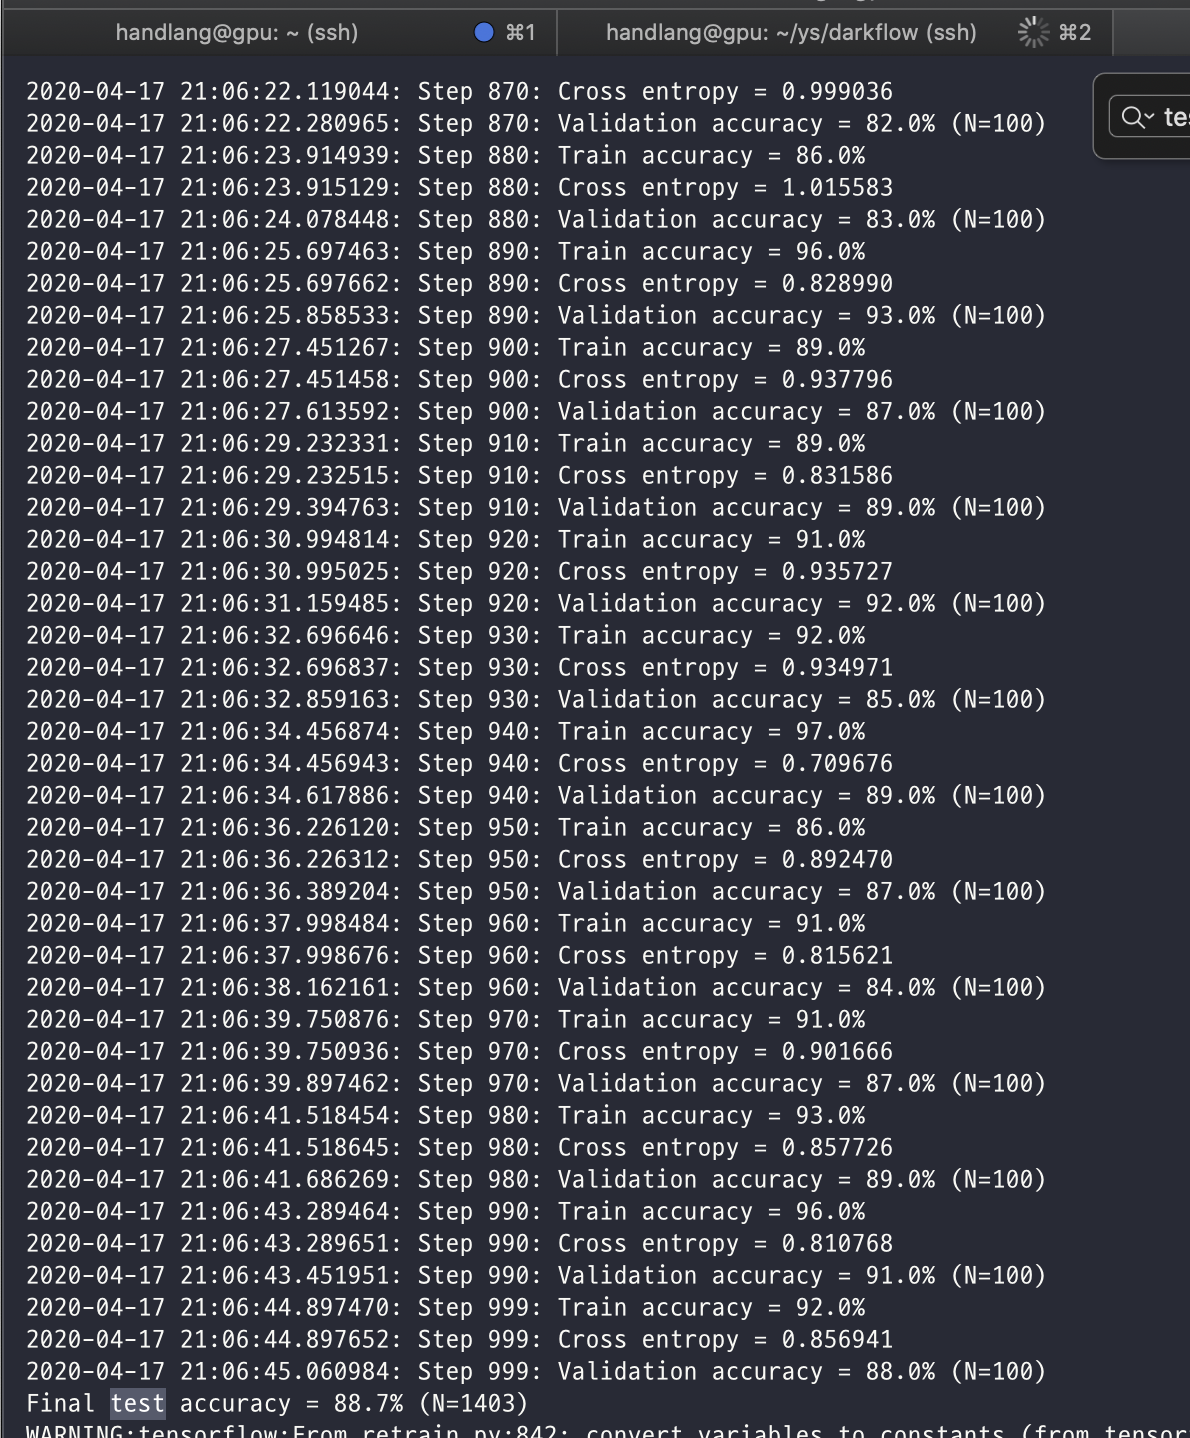 handlang@gpu: ~ (ssh) ⌘1 handlang@gpu: ~/ys/darkflow (ssh) ⌘2
2020-04-17 21:06:22.119044: Step 870: Cross entropy = 0.999036
2020-04-17 21:06:22.280965: Step 870: Validation accuracy = 82.0% (N=100)
2020-04-17 21:06:23.914939: Step 880: Train accuracy = 86.0%
2020-04-17 21:06:23.915129: Step 880: Cross entropy = 1.015583
2020-04-17 21:06:24.078448: Step 880: Validation accuracy = 83.0% (N=100)
2020-04-17 21:06:25.697463: Step 890: Train accuracy = 96.0%
2020-04-17 21:06:25.697662: Step 890: Cross entropy = 0.828990
2020-04-17 21:06:25.858533: Step 890: Validation accuracy = 93.0% (N=100)
2020-04-17 21:06:27.451267: Step 900: Train accuracy = 89.0%
2020-04-17 21:06:27.451458: Step 900: Cross entropy = 0.937796
2020-04-17 21:06:27.613592: Step 900: Validation accuracy = 87.0% (N=100)
2020-04-17 21:06:29.232331: Step 910: Train accuracy = 89.0%
2020-04-17 21:06:29.232515: Step 910: Cross entropy = 0.831586
2020-04-17 21:06:29.394763: Step 910: Validation accuracy = 89.0% (N=100)
2020-04-17 21:06:30.994814: Step 920: Train accuracy = 91.0%
2020-04-17 21:06:30.995025: Step 920: Cross entropy = 0.935727
2020-04-17 21:06:31.159485: Step 920: Validation accuracy = 92.0% (N=100)
2020-04-17 21:06:32.696646: Step 930: Train accuracy = 92.0%
2020-04-17 21:06:32.696837: Step 930: Cross entropy = 0.934971
2020-04-17 21:06:32.859163: Step 930: Validation accuracy = 85.0% (N=100)
2020-04-17 21:06:34.456874: Step 940: Train accuracy = 97.0%
2020-04-17 21:06:34.456943: Step 940: Cross entropy = 0.709676
2020-04-17 21:06:34.617886: Step 940: Validation accuracy = 89.0% (N=100)
2020-04-17 21:06:36.226120: Step 950: Train accuracy = 86.0%
2020-04-17 21:06:36.226312: Step 950: Cross entropy = 0.892470
2020-04-17 21:06:36.389204: Step 950: Validation accuracy = 87.0% (N=100)
2020-04-17 21:06:37.998484: Step 960: Train accuracy = 91.0%
2020-04-17 21:06:37.998676: Step 960: Cross entropy = 0.815621
2020-04-17 21:06:38.162161: Step 960: Validation accuracy = 84.0% (N=100)
2020-04-17 21:06:39.750876: Step 970: Train accuracy = 91.0%
2020-04-17 21:06:39.750936: Step 970: Cross entropy = 0.901666
2020-04-17 21:06:39.897462: Step 970: Validation accuracy = 87.0% (N=100)
2020-04-17 21:06:41.518454: Step 980: Train accuracy = 93.0%
2020-04-17 21:06:41.518645: Step 980: Cross entropy = 0.857726
2020-04-17 21:06:41.686269: Step 980: Validation accuracy = 89.0% (N=100)
2020-04-17 21:06:43.289464: Step 990: Train accuracy = 96.0%
2020-04-17 21:06:43.289651: Step 990: Cross entropy = 0.810768
2020-04-17 21:06:43.451951: Step 990: Validation accuracy = 91.0% (N=100)
2020-04-17 21:06:44.897470: Step 999: Train accuracy = 92.0%
2020-04-17 21:06:44.897652: Step 999: Cross entropy = 0.856941
2020-04-17 21:06:45.060984: Step 999: Validation accuracy = 88.0% (N=100)
Final test accuracy = 88.7% (N=1403)
WARNING:tensorflow:From retrain.py:842: convert_variables_to_constants (from tensor